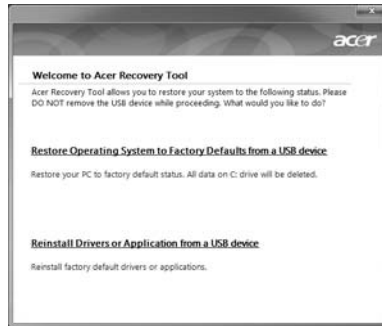 acer
Welcome to Acer Recovery Tool
Acer Recovery Tool allows you to restore your system to the following status. Please
DO NOT remove the USB device while proceeding. What would you like to do?
Restore Operating System to Factory Defaults from a USB device
Restore your PC to factory default status. All data on C: drive will be deleted.
Reinstall Drivers or Application from a USB device
Reinstall factory default drivers or applications.